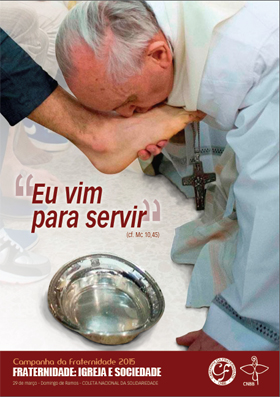 "Eu vim
para servir"
(cf. Mc 10,45)
Campanha da Fraternidade 2015
FRATERNIDADE: IGREJA E SOCIEDADE
29 de março - Domingo de Ramos - COLETA NACIONAL DA SOLIDARIEDADE
CF
CNBB